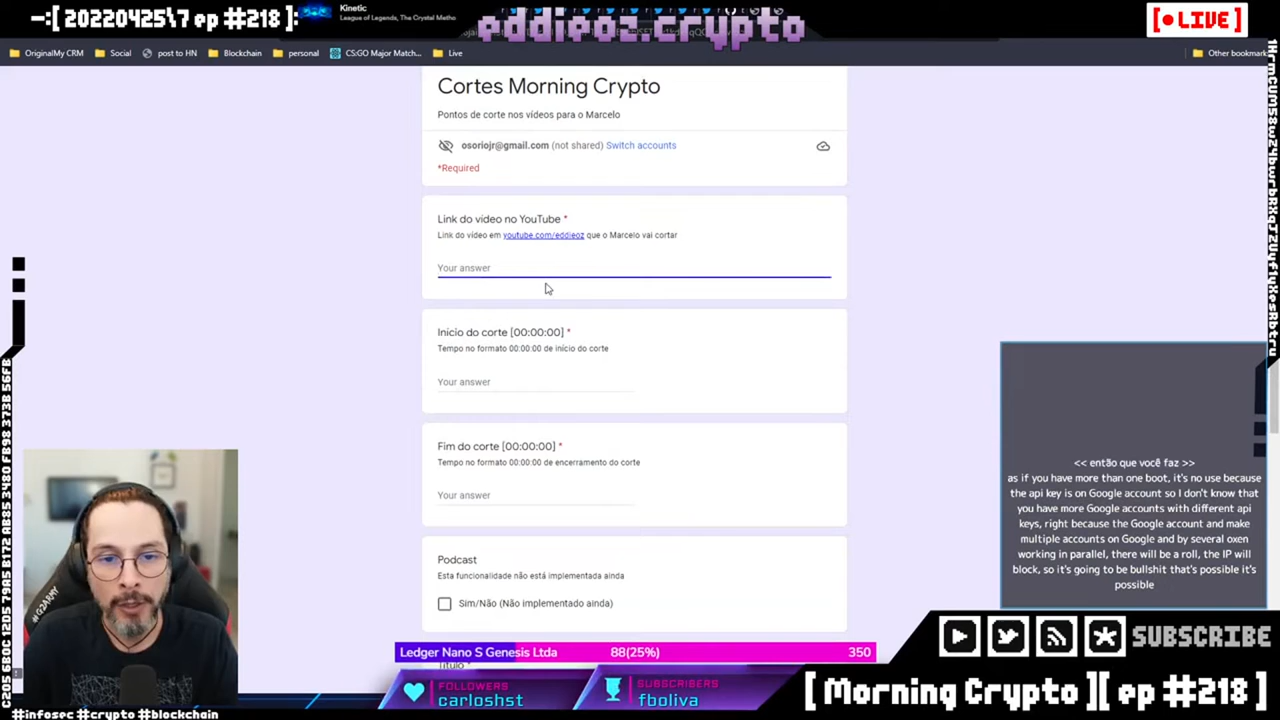 —:[ 20220425\7 ep #218 ]:
Kinetic
League of Legends, The Crystal Metho
eddieoz.crypto
[ • LIVE ]
OriginalMy CRM
Social
post to HN
Blockchain
personal
CS:GO Major Match...
Live
Other bookmark
Cortes Morning Crypto
Pontos de corte nos vídeos para o Marcelo
osoriojr@gmail.com (not shared) Switch accounts
*Required
Link do video no YouTube *
Link do vídeo em youtube.com/eddieoz que o Marcelo vai cortar
Your answer
Início do corte [00:00:00] *
Tempo no formato 00:00:00 de início do corte
Your answer
Fim do corte [00:00:00] *
Tempo no formato 00:00:00 de encerramento do corte
Your answer
Podcast
Esta funcionalidade não está implementada ainda
Sim/Não (Não implementado ainda)
Título *
<< então que você faz >>
as if you have more than one boot, it's no use because
the api key is on Google account so I don't know that
you have more Google accounts with different api
keys, right because the Google account and make
multiple accounts on Google and by several oxen
working in parallel, there will be a roll, the IP will
block, so it's going to be bullshit that's possible it's
possible
Ledger Nano S Genesis Ltda
88(25%)
350
FOLLOWERS
carloshst
SUBSCRIBERS
fboliva
SUBSCRIBE
[ Morning Crypto ][ ep #218 ]
#infosec #crypto #blockchain